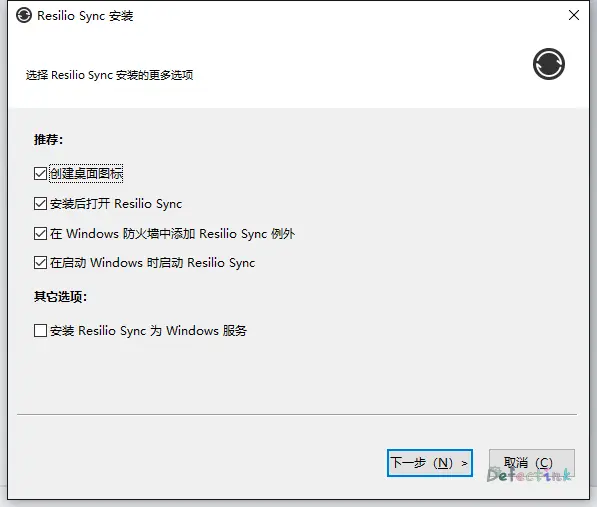 Resilio Sync 安装
选择 Resilio Sync 安装的更多选项
推荐：
创建桌面图标
安装后打开 Resilio Sync
在 Windows 防火墙中添加 Resilio Sync 例外
在启动 Windows 时启动 Resilio Sync
其它选项：
安装 Resilio Sync 为 Windows 服务
下一步（N）>
取消（C）
Defectink